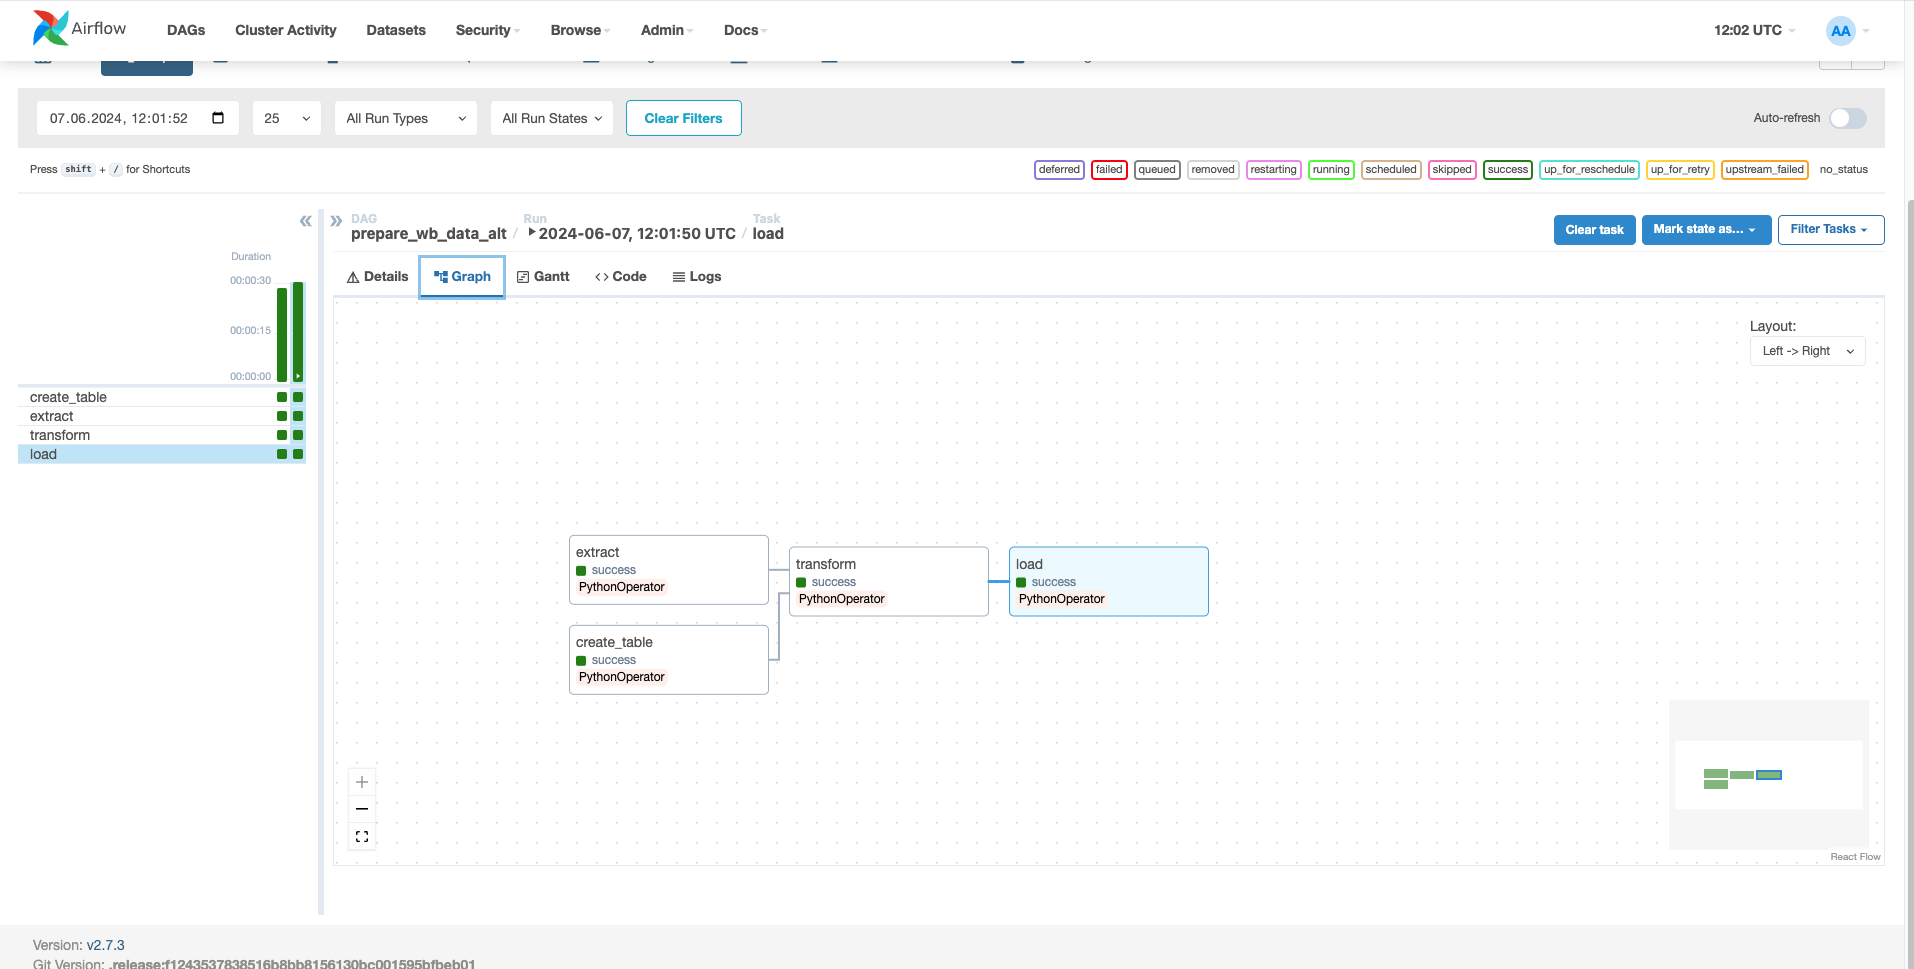 Airflow DAGs Cluster Activity Datasets Security Browse Admin Docs 12:02 UTC AA
07.06.2024, 12:01:52 25 All Run Types All Run States Clear Filters Auto-refresh
Press shift + / for Shortcuts deferred failed queued removed restarting running scheduled skipped success up_for_reschedule up_for_retry upstream_failed no_status
DAG Run Task
prepare_wb_data_alt / 2024-06-07, 12:01:50 UTC / load
Clear task Mark state as... Filter Tasks
Details Graph Gantt Code Logs
Duration
00:00:30
00:00:15
00:00:00
create_table
extract
transform
load
Layout:
Left -> Right
extract
success
PythonOperator
transform
success
PythonOperator
load
success
PythonOperator
create_table
success
PythonOperator
React Flow
Version: v2.7.3
Git Version: .release:f1243537838516b8bb8156130bc001595bfbeb01